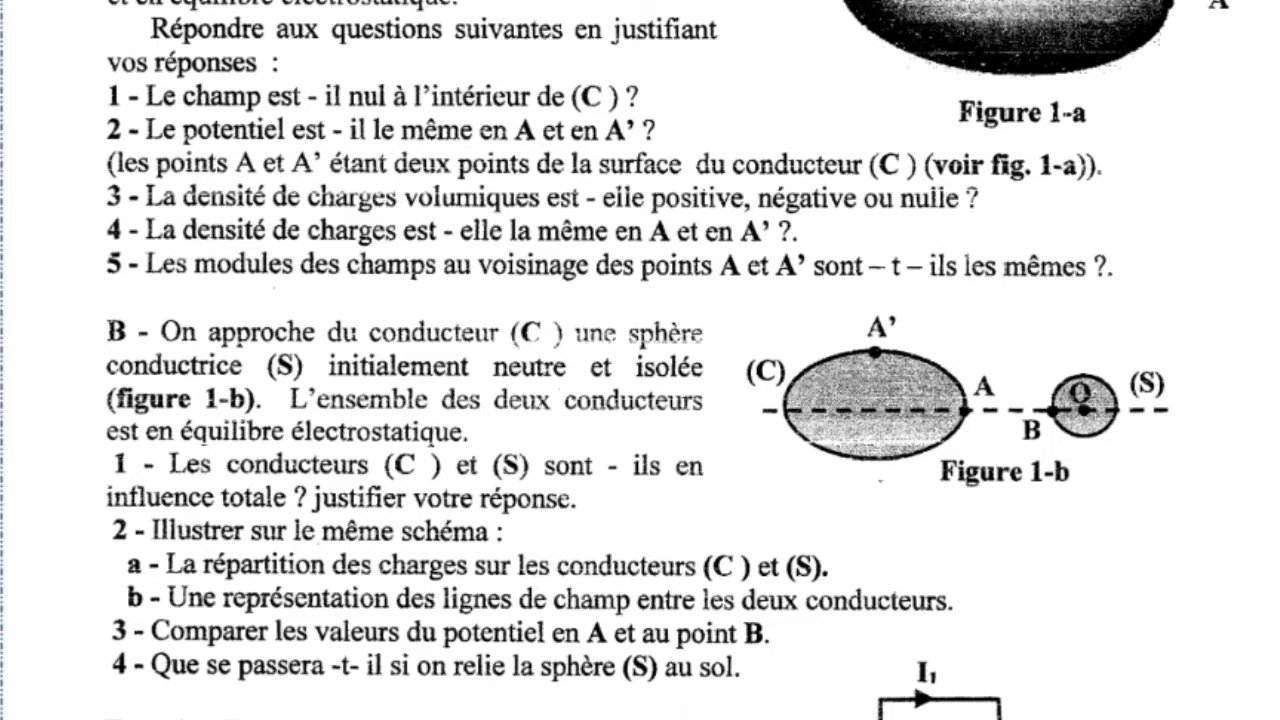 et en équilibre électrostatique.
A
Répondre aux questions suivantes en justifiant
vos réponses :
1 - Le champ est - il nul à l'intérieur de (C ) ?
Figure 1-a
2 - Le potentiel est - il le même en A et en A' ?
(les points A et A' étant deux points de la surface du conducteur (C ) (voir fig. 1-a)).
3 - La densité de charges volumiques est - elle positive, négative ou nulle ?
4 - La densité de charges est - elle la même en A et en A' ?.
5 - Les modules des champs au voisinage des points A et A' sont – t – ils les mêmes ?.
B - On approche du conducteur (C ) une sphère
conductrice (S) initialement neutre et isolée
(figure 1-b). L'ensemble des deux conducteurs
est en équilibre électrostatique.
A'
(C)
A
O
(S)
B
Figure 1-b
1 - Les conducteurs (C ) et (S) sont - ils en
influence totale ? justifier votre réponse.
2 - Illustrer sur le même schéma :
a - La répartition des charges sur les conducteurs (C ) et (S).
b - Une représentation des lignes de champ entre les deux conducteurs.
3 - Comparer les valeurs du potentiel en A et au point B.
4 - Que se passera -t- il si on relie la sphère (S) au sol.
I₁